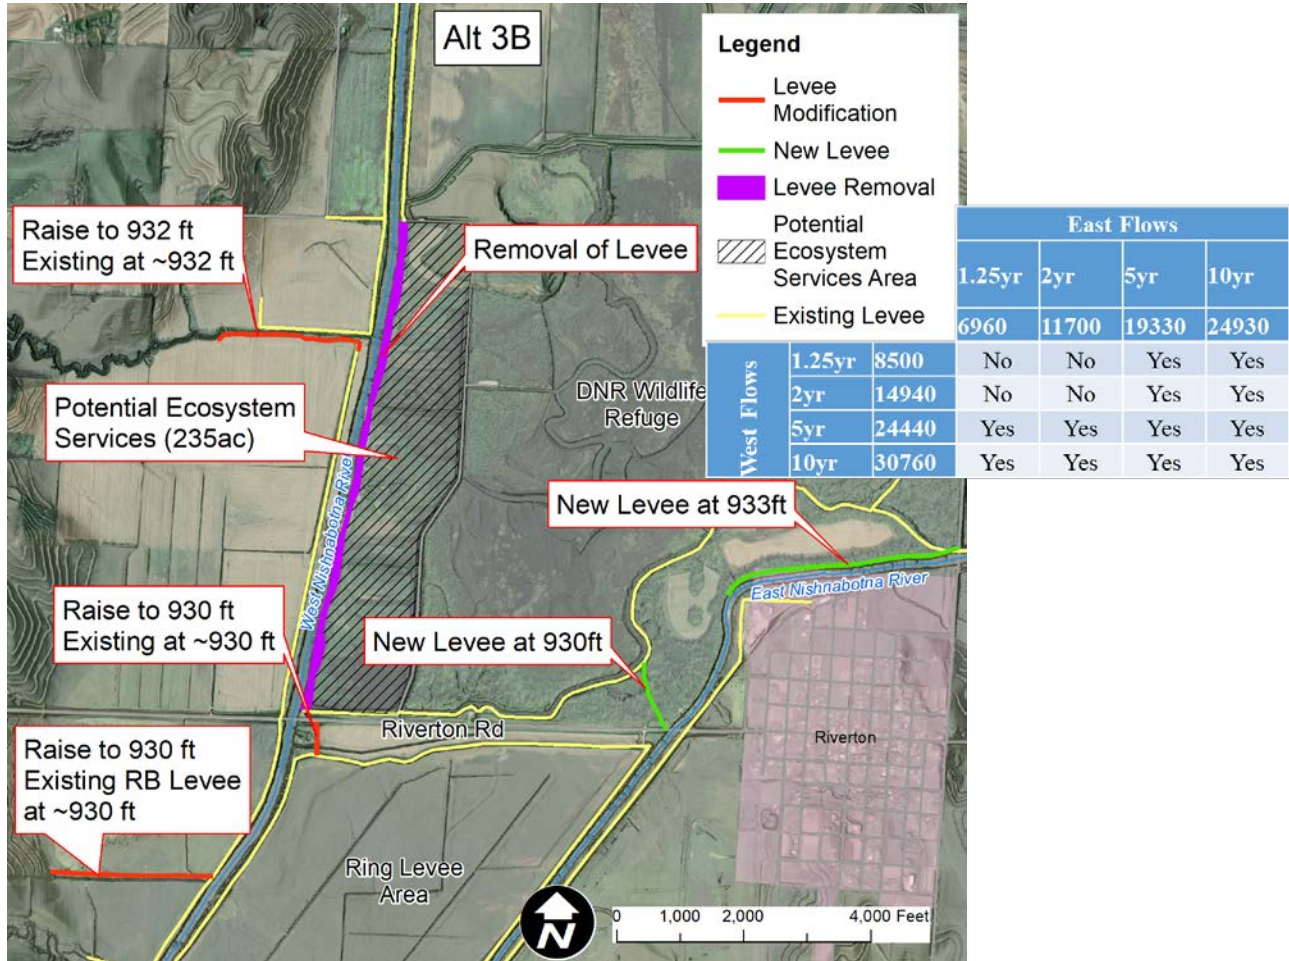 Alt 3B
Legend
Levee
Modification
New Levee
Levee Removal
Potential
Ecosystem
Services Area
Existing Levee
Raise to 932 ft
Existing at ~932 ft
Removal of Levee
Potential Ecosystem
Services (235ac)
DNR Wildlife
Refuge
West Nishnabotna River
New Levee at 933ft
East Nishnabotna River
Raise to 930 ft
Existing at ~930 ft
New Levee at 930ft
Riverton Rd
Riverton
Raise to 930 ft
Existing RB Levee
at ~930 ft
Ring Levee
Area
N
0 1,000 2,000 4,000 Feet
East Flows
1.25yr 2yr 5yr 10yr
6960 11700 19330 24930
West Flows
1.25yr 8500 No No Yes Yes
2yr 14940 No No Yes Yes
5yr 24440 Yes Yes Yes Yes
10yr 30760 Yes Yes Yes Yes